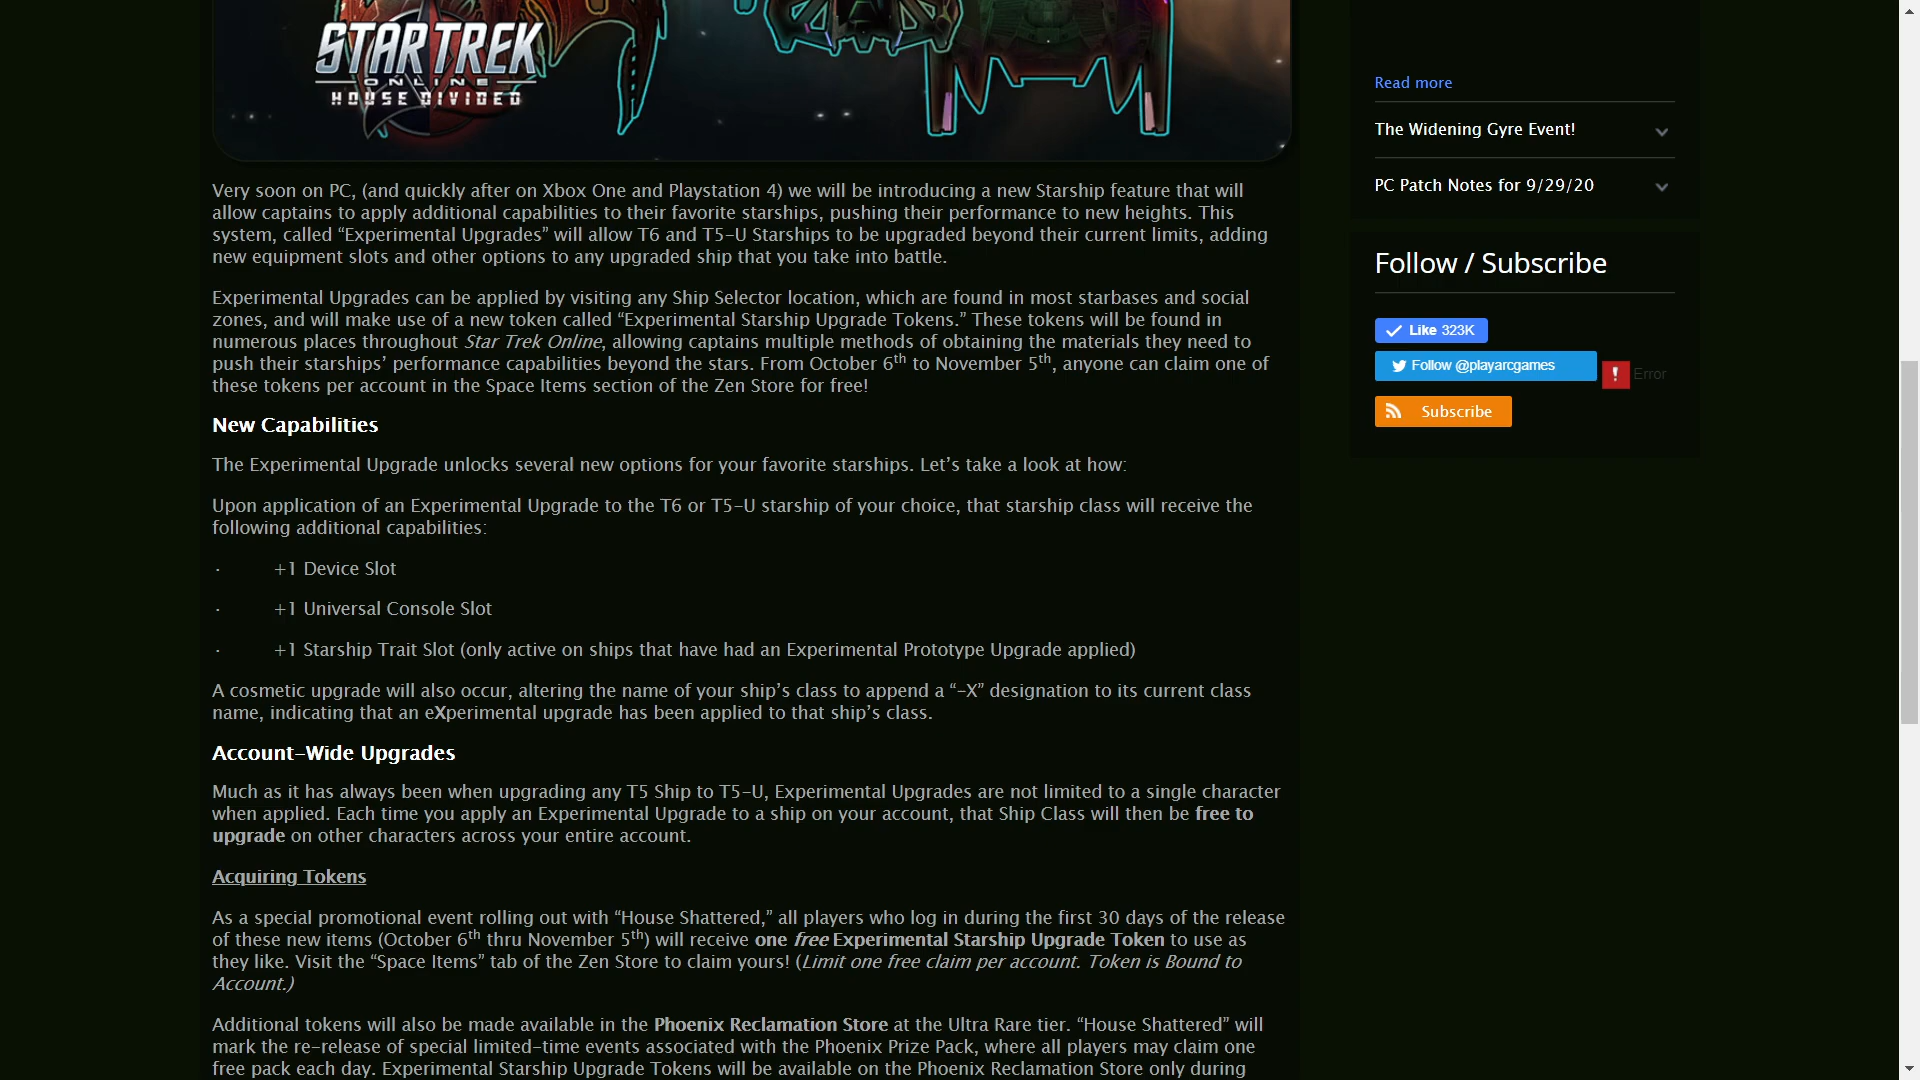 STAR TREK
ONLINE
HOUSE DIVIDED
Very soon on PC, (and quickly after on Xbox One and Playstation 4) we will be introducing a new Starship feature that will
allow captains to apply additional capabilities to their favorite starships, pushing their performance to new heights. This
system, called “Experimental Upgrades” will allow T6 and T5-U Starships to be upgraded beyond their current limits, adding
new equipment slots and other options to any upgraded ship that you take into battle.
Experimental Upgrades can be applied by visiting any Ship Selector location, which are found in most starbases and social
zones, and will make use of a new token called “Experimental Starship Upgrade Tokens.” These tokens will be found in
numerous places throughout Star Trek Online, allowing captains multiple methods of obtaining the materials they need to
push their starships’ performance capabilities beyond the stars. From October 6th to November 5th, anyone can claim one of
these tokens per account in the Space Items section of the Zen Store for free!
New Capabilities
The Experimental Upgrade unlocks several new options for your favorite starships. Let’s take a look at how:
Upon application of an Experimental Upgrade to the T6 or T5-U starship of your choice, that starship class will receive the
following additional capabilities:
· +1 Device Slot
· +1 Universal Console Slot
· +1 Starship Trait Slot (only active on ships that have had an Experimental Prototype Upgrade applied)
A cosmetic upgrade will also occur, altering the name of your ship’s class to append a “-X” designation to its current class
name, indicating that an eXperimental upgrade has been applied to that ship’s class.
Account-Wide Upgrades
Much as it has always been when upgrading any T5 Ship to T5-U, Experimental Upgrades are not limited to a single character
when applied. Each time you apply an Experimental Upgrade to a ship on your account, that Ship Class will then be free to
upgrade on other characters across your entire account.
Acquiring Tokens
As a special promotional event rolling out with “House Shattered,” all players who log in during the first 30 days of the release
of these new items (October 6th thru November 5th) will receive one free Experimental Starship Upgrade Token to use as
they like. Visit the “Space Items” tab of the Zen Store to claim yours! (Limit one free claim per account. Token is Bound to
Account.)
Additional tokens will also be made available in the Phoenix Reclamation Store at the Ultra Rare tier. “House Shattered” will
mark the re-release of special limited-time events associated with the Phoenix Prize Pack, where all players may claim one
free pack each day. Experimental Starship Upgrade Tokens will be available on the Phoenix Reclamation Store only during
Read more
The Widening Gyre Event!
PC Patch Notes for 9/29/20
Follow / Subscribe
Like 323K
Follow @playarcgames
! Error
Subscribe